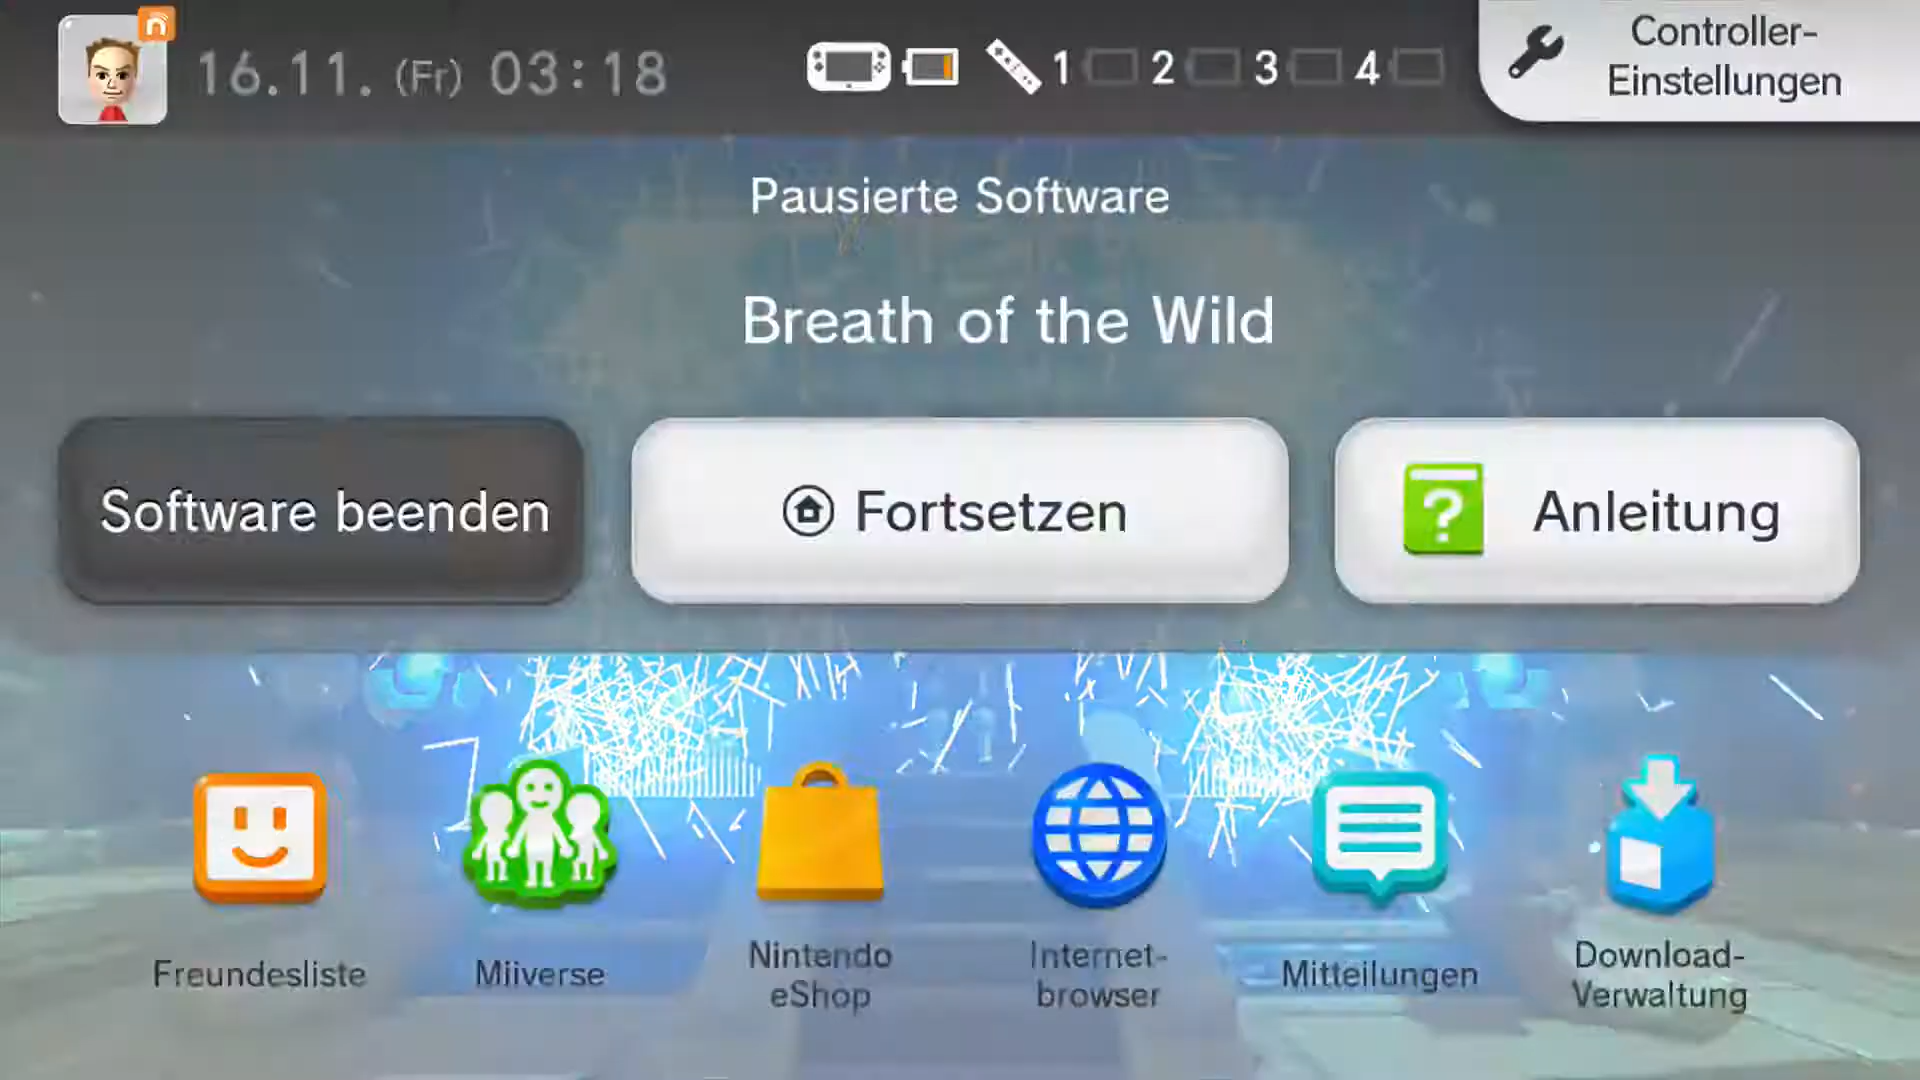 16.11. (Fr) 03:18
1 2 3 4
Controller-
Einstellungen
Pausierte Software
Breath of the Wild
Software beenden
Fortsetzen
? Anleitung
Freundesliste
Miiverse
Nintendo
eShop
Internet-
browser
Mitteilungen
Download-
Verwaltung